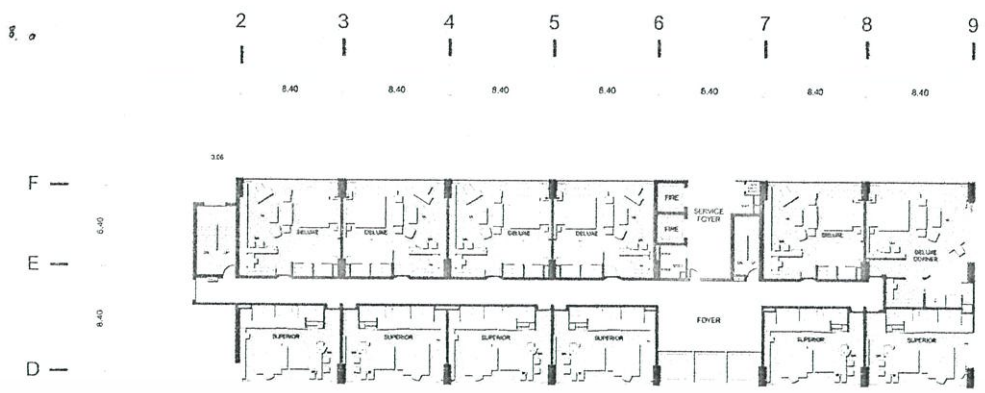 2 3 4 5 6 7 8 9
8.40 8.40 8.40 8.40 8.40 8.40 8.40
3.06
F
FIRE
SERVICE
FOYER
6.40
DELUXE DELUXE DELUXE DELUXE FIRE DELUXE
E
DELUXE
CORNER
8.40
FOYER
SUPERIOR SUPERIOR SUPERIOR SUPERIOR SUPERIOR SUPERIOR
D